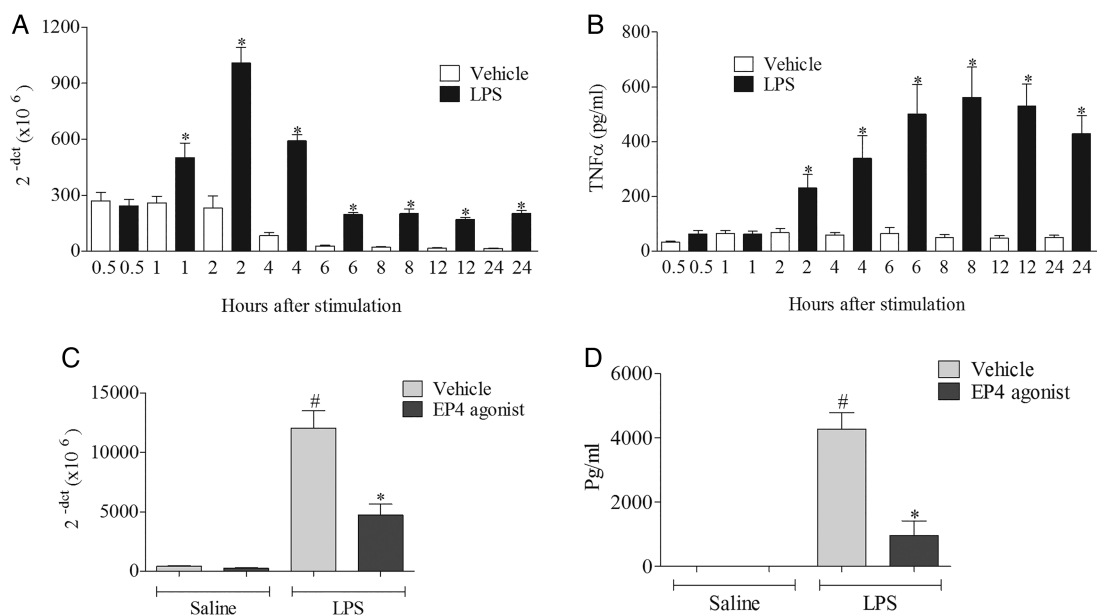 A
1200
900
600
300
0
2 -dct (x10 6)
Vehicle
LPS
* * * * * * *
0.5 0.5 1 1 2 2 4 4 6 6 8 8 12 12 24 24
Hours after stimulation
B
800
600
400
200
0
TNFα (pg/ml)
Vehicle
LPS
* * * * * *
0.5 0.5 1 1 2 2 4 4 6 6 8 8 12 12 24 24
Hours after stimulation
C
15000
10000
5000
0
2 -dct (x10 6)
Vehicle
EP4 agonist
#
*
Saline LPS
D
6000
4000
2000
0
Pg/ml
Vehicle
EP4 agonist
#
*
Saline LPS